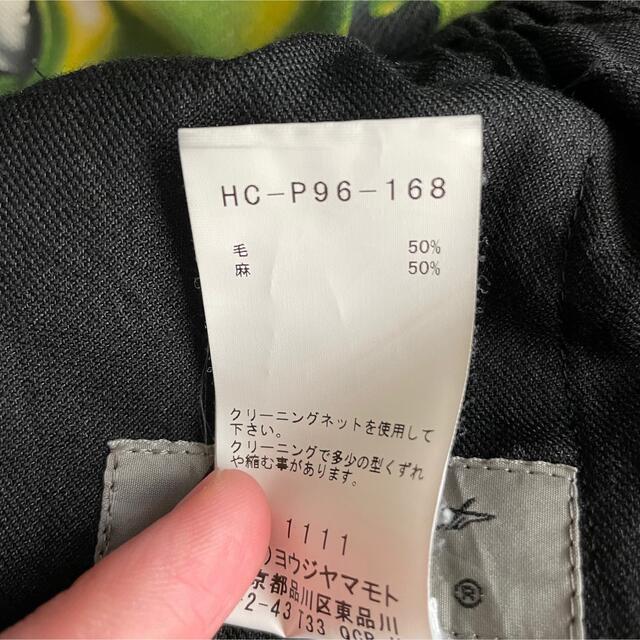 HC-P96-168
毛 50%
麻 50%
クリーニングネットを使用して
下さい。
クリーニングで多少の型くずれ
や縮む事があります。
1111
ヨウジヤマモト
京都品川区東品川
2-43
®